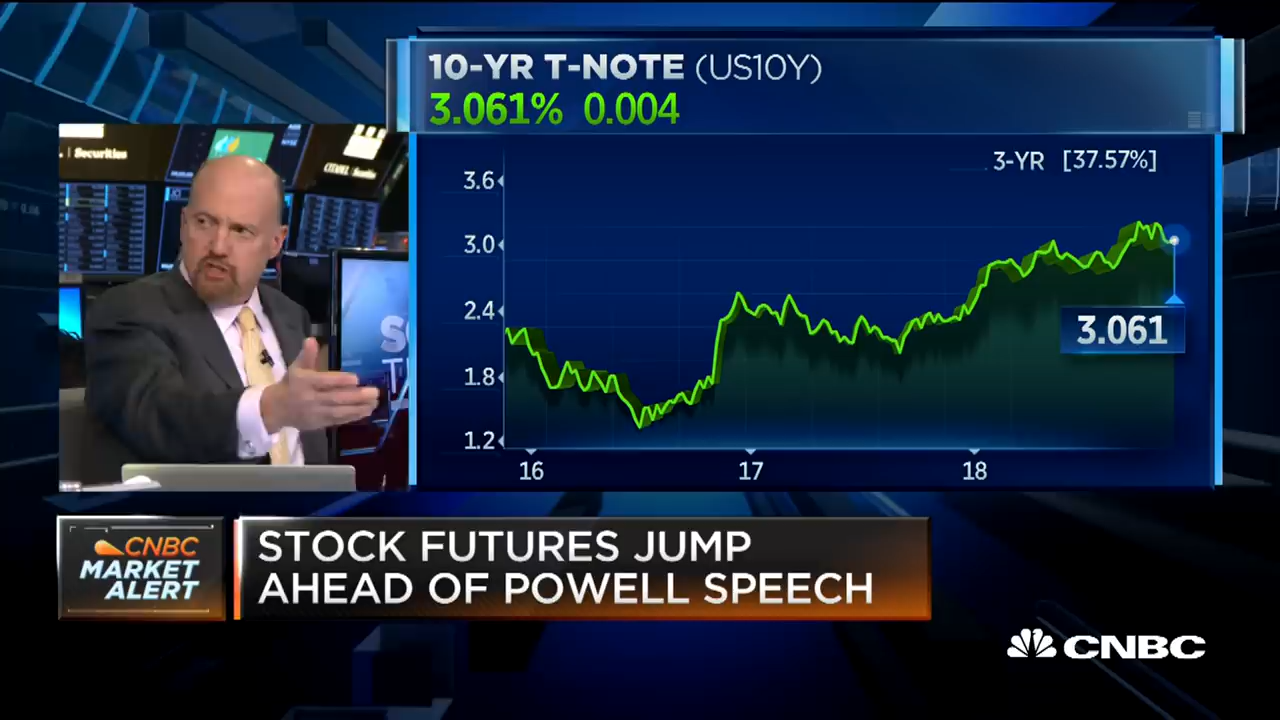 10-YR T-NOTE (US10Y)
3.061% 0.004
3-YR [37.57%]
3.6
3.0
2.4
1.8
1.2
3.061
16
17
18
Securities
CNBC
MARKET
ALERT
STOCK FUTURES JUMP
AHEAD OF POWELL SPEECH
CNBC